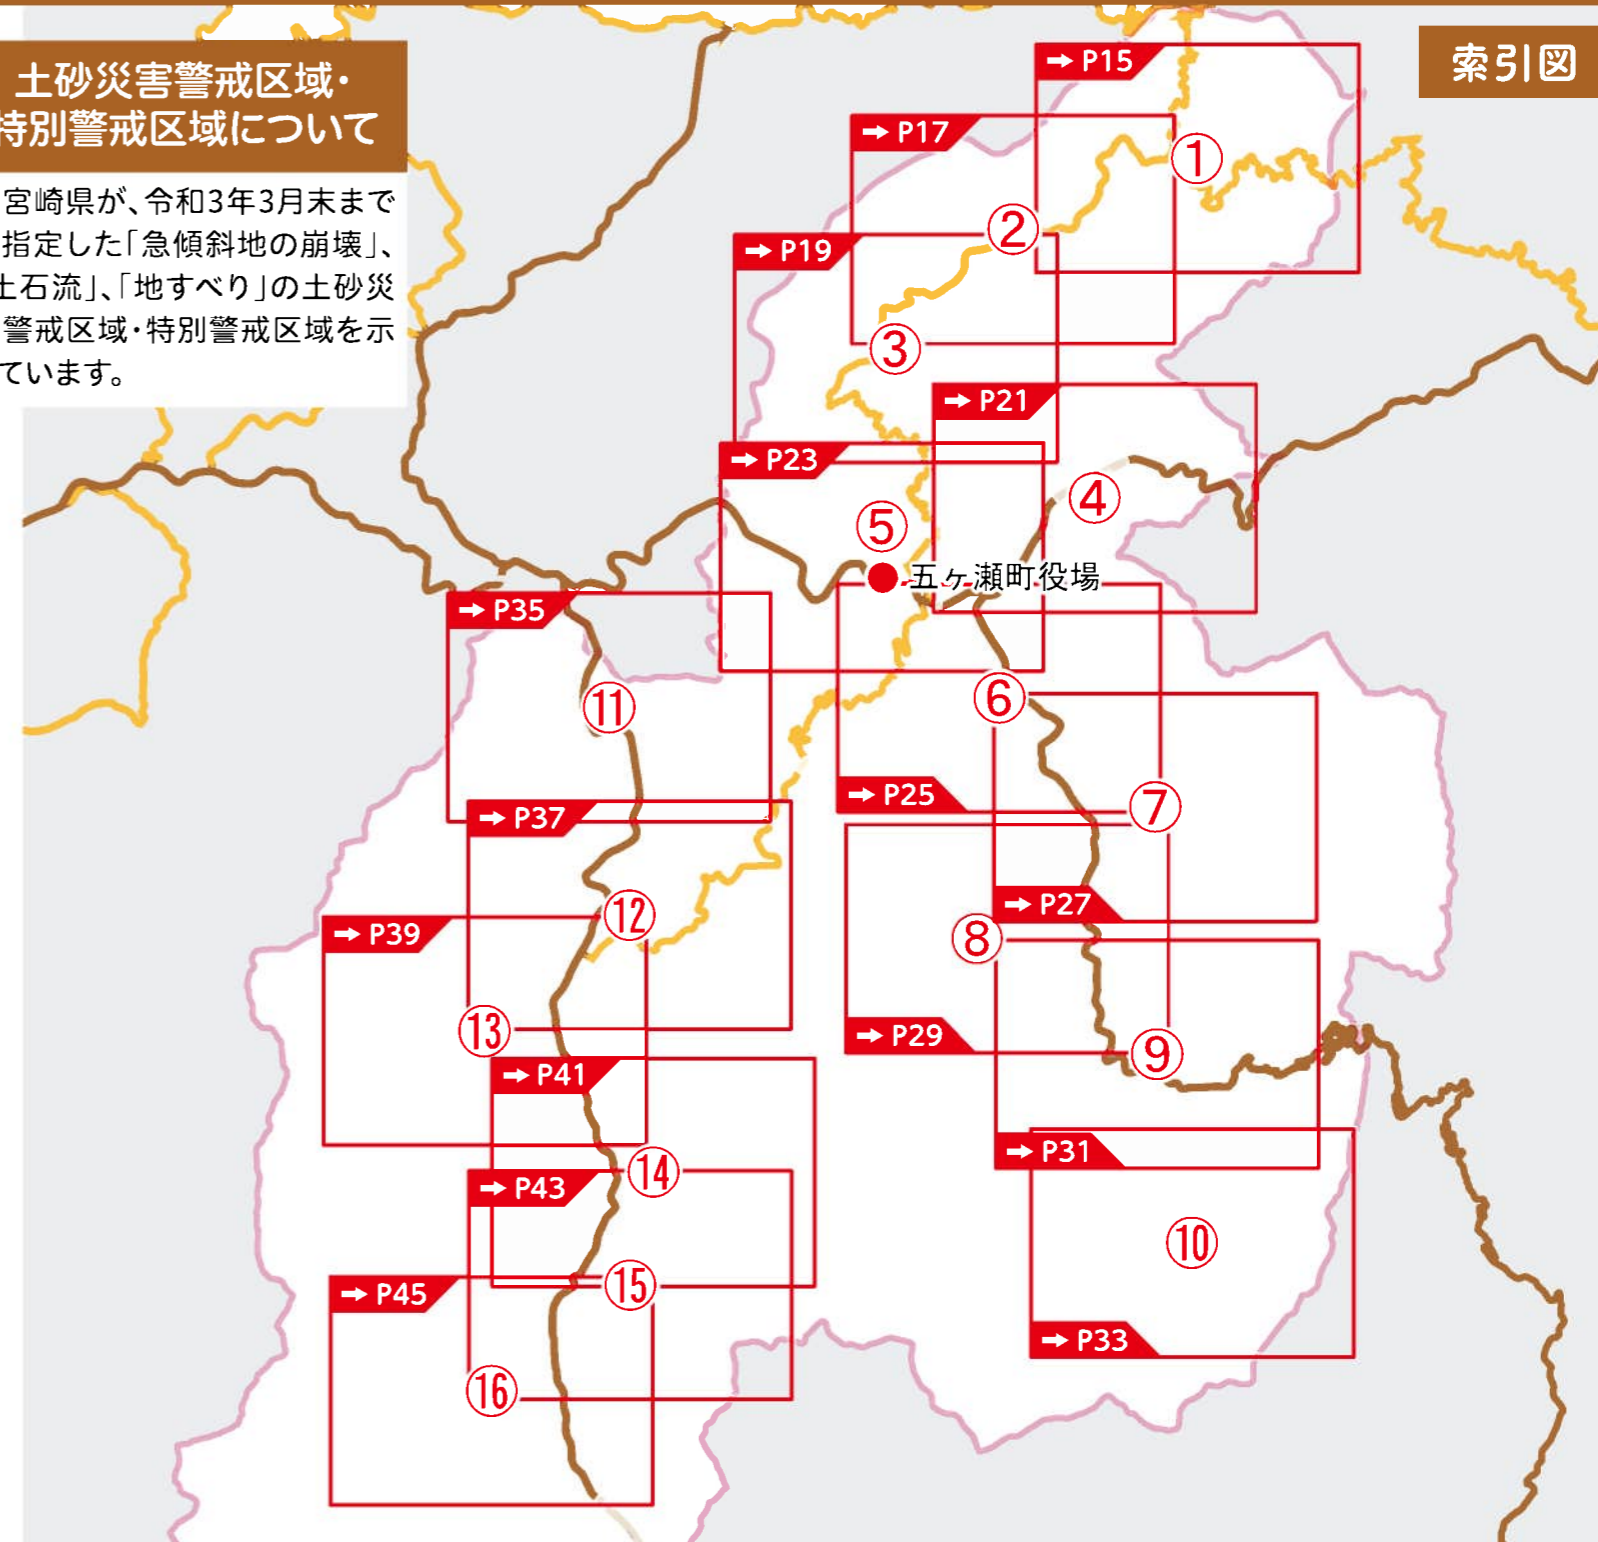 土砂災害警戒区域・
特別警戒区域について
宮崎県が、令和3年3月末まで
指定した「急傾斜地の崩壊」、
土石流」、「地すべり」の土砂災
警戒区域・特別警戒区域を示
ています。
索引図
➡ P15
①
➡ P17
②
➡ P19
③
➡ P21
④
➡ P23
⑤
五ヶ瀬町役場
➡ P35
⑥
⑪
➡ P25
⑦
➡ P37
➡ P27
⑫
➡ P39
⑧
⑬
➡ P29
⑨
➡ P41
➡ P31
⑭
➡ P43
⑩
⑮
➡ P45
➡ P33
⑯